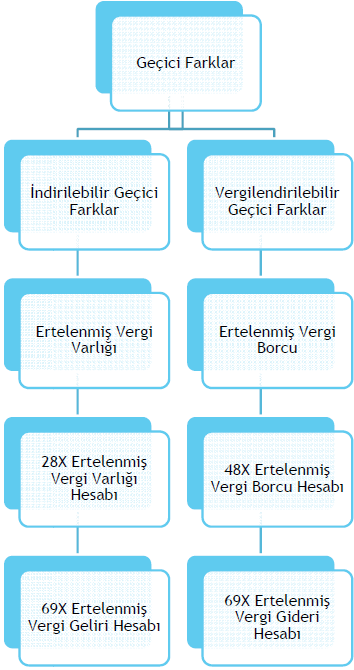 Geçici Farklar
İndirilebilir Geçici
Farklar
Vergilendirilebilir
Geçici Farklar
Ertelenmiş Vergi
Varlığı
Ertelenmiş Vergi
Borcu
28X Ertelenmiş
Vergi Varlığı
Hesabı
48X Ertelenmiş
Vergi Borcu Hesabı
69X Ertelenmiş
Vergi Geliri Hesabı
69X Ertelenmiş
Vergi Gideri
Hesabı